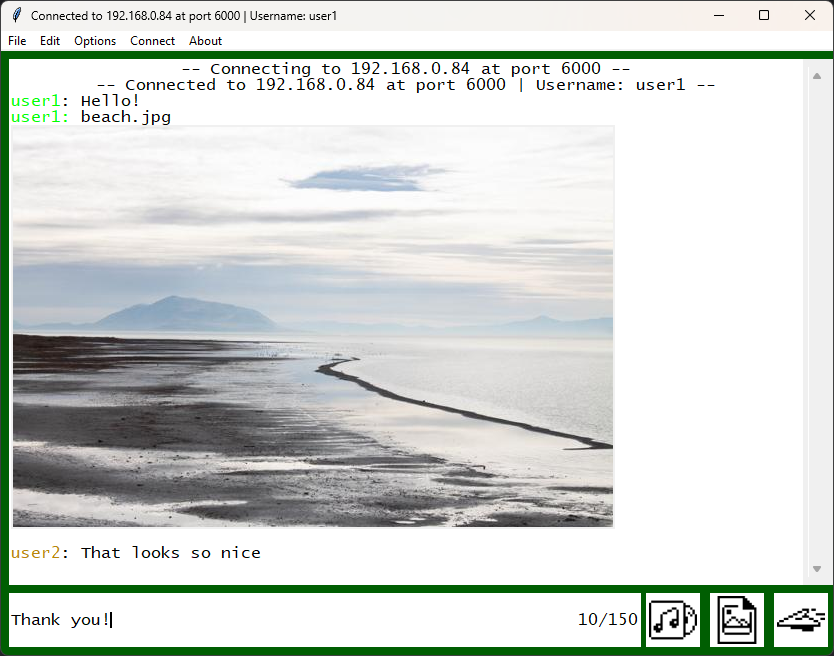 Connected to 192.168.0.84 at port 6000 | Username: user1
File Edit Options Connect About
-- Connecting to 192.168.0.84 at port 6000 --
-- Connected to 192.168.0.84 at port 6000 | Username: user1 --
user1: Hello!
user1: beach.jpg
user2: That looks so nice
Thank you! 10/150